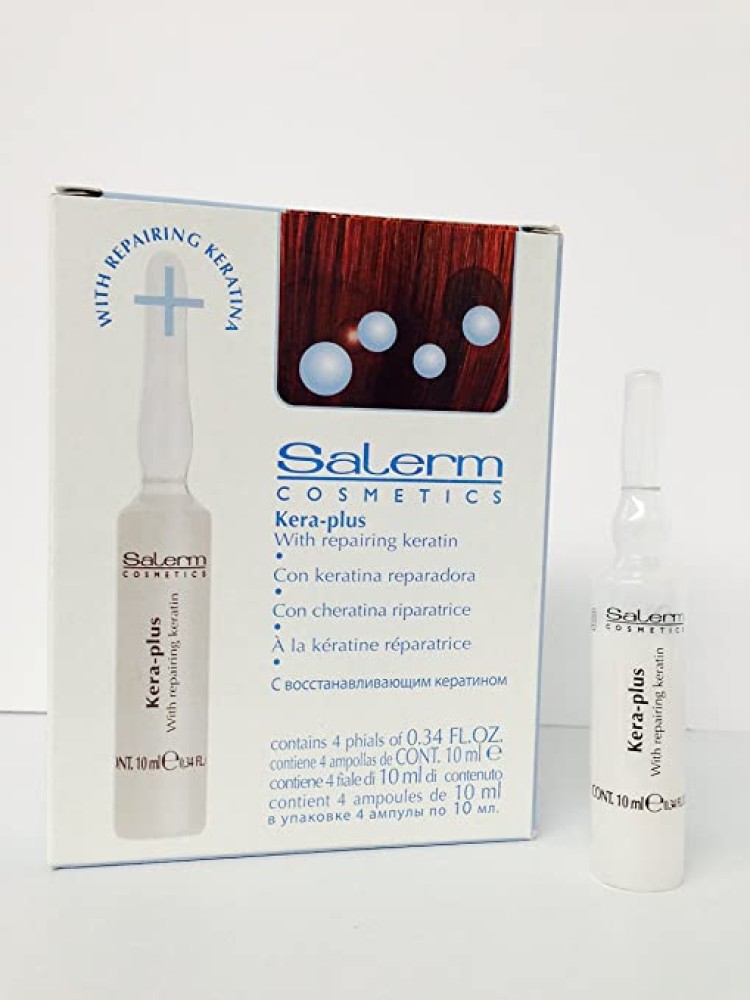 WITH REPAIRING KERATINA
Salerm
COSMETICS
Kera-plus
With repairing keratin
Con keratina reparadora
Con cheratina riparatrice
À la kératine réparatrice
С восстанавливающим кератином
contains 4 phials of 0.34 FL.OZ.
contiene 4 ampollas de CONT. 10 ml e
contiene 4 fiale di 10 ml di contenuto
contient 4 ampoules de 10 ml
в упаковке 4 ампулы по 10 мл.
Salerm
COSMETICS
Kera-plus
With repairing keratin
NT. 10 ml e 0.34 FL.
Salerm
COSMETICS
Kera-plus
With repairing keratin
CONT. 10 ml e 0.34 FL